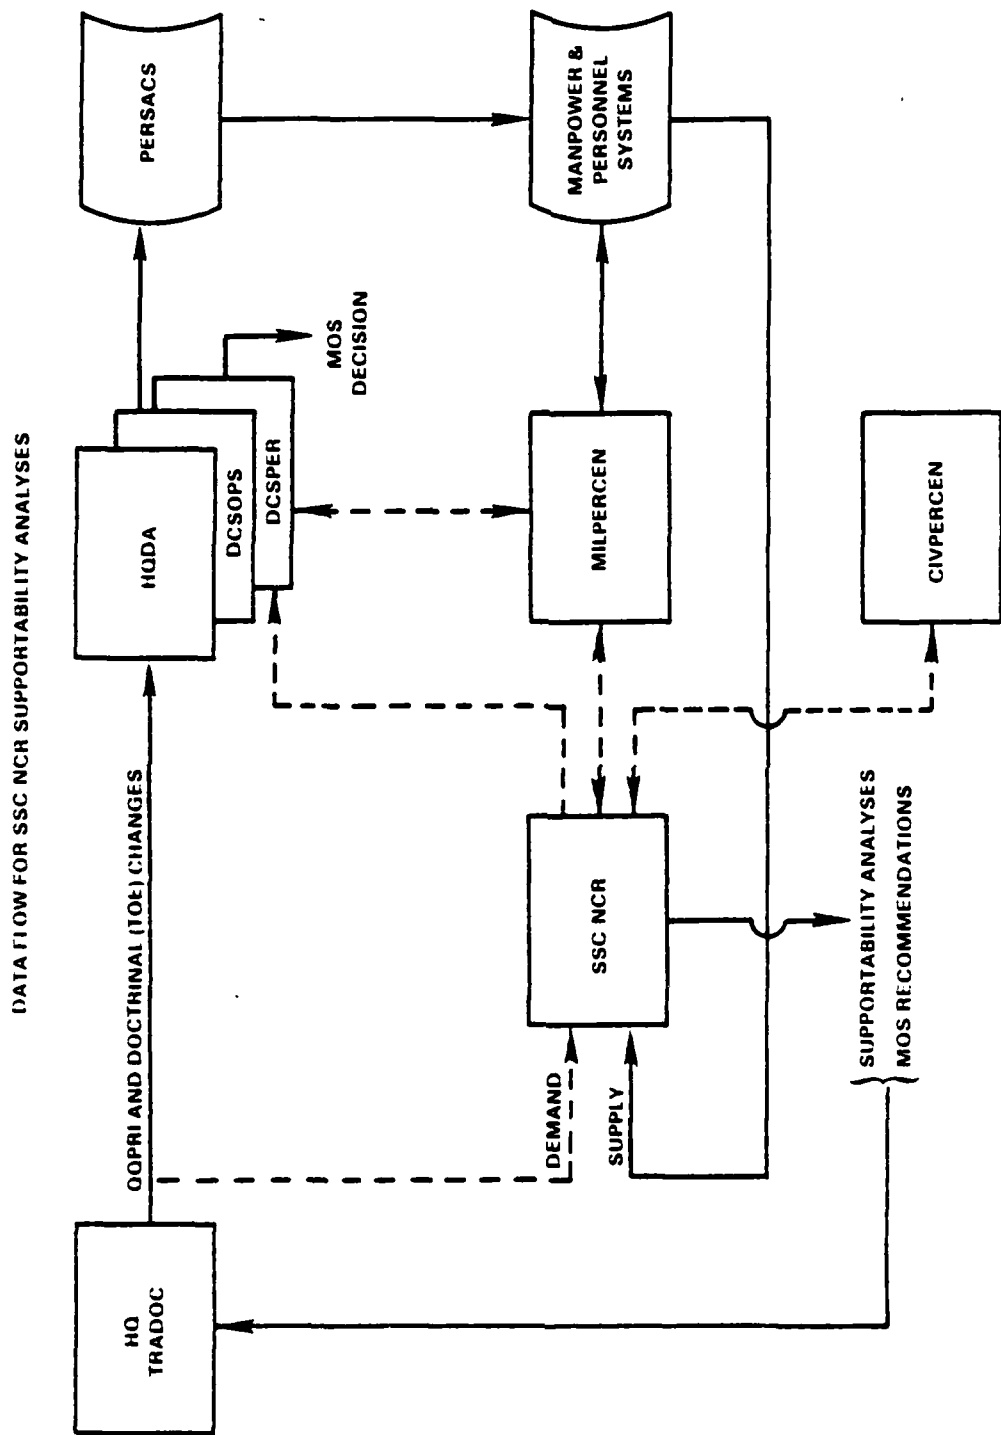 DATA FLOW FOR SSC NCR SUPPORTABILITY ANALYSES
HQ
TRADOC
QQPRI AND DOCTRINAL (TOE) CHANGES
HQDA
DCSOPS
DCSPER
PERSACS
MOS
DECISION
DEMAND
SUPPLY
SSC NCR
MILPERCEN
MANPOWER &
PERSONNEL
SYSTEMS
CIVPERCEN
SUPPORTABILITY ANALYSES
MOS RECOMMENDATIONS